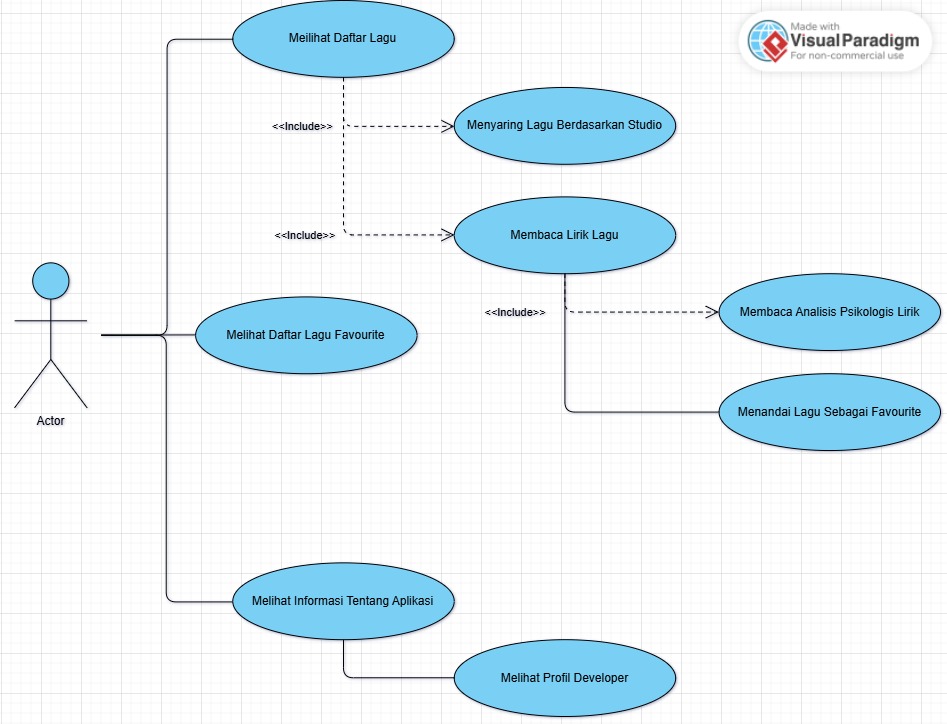 Meilihat Daftar Lagu
Made with
Visual Paradigm
For non-commercial use
<<Include>>
Menyaring Lagu Berdasarkan Studio
<<Include>>
Membaca Lirik Lagu
<<Include>>
Membaca Analisis Psikologis Lirik
Melihat Daftar Lagu Favourite
Menandai Lagu Sebagai Favourite
Actor
Melihat Informasi Tentang Aplikasi
Melihat Profil Developer